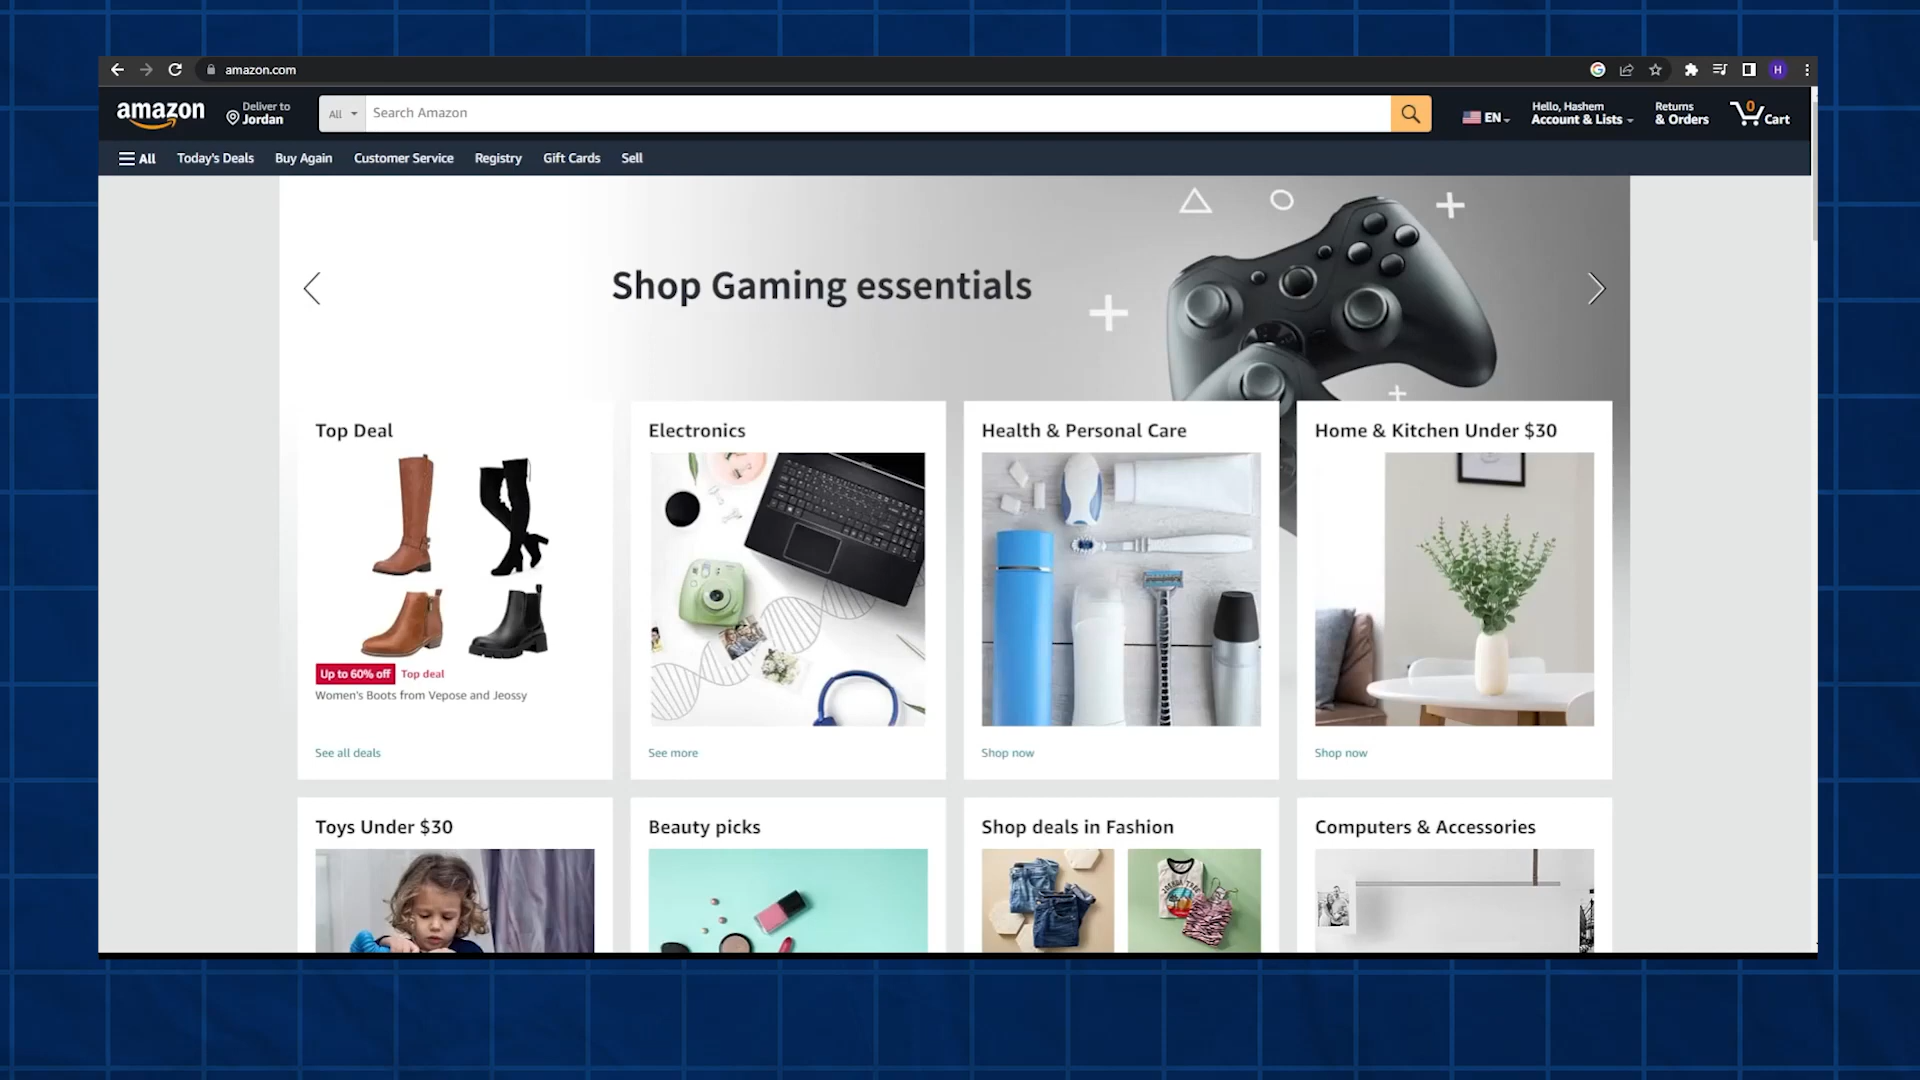 amazon.com
H
amazon
Deliver to
Jordan
All
Search Amazon
EN
Hello, Hashem
Account & Lists
Returns
& Orders
0
Cart
All
Today's Deals
Buy Again
Customer Service
Registry
Gift Cards
Sell
Shop Gaming essentials
Top Deal
Up to 60% off
Top deal
Women's Boots from Vepose and Jeossy
See all deals
Electronics
See more
Health & Personal Care
Shop now
Home & Kitchen Under $30
Shop now
Toys Under $30
Beauty picks
Shop deals in Fashion
Computers & Accessories